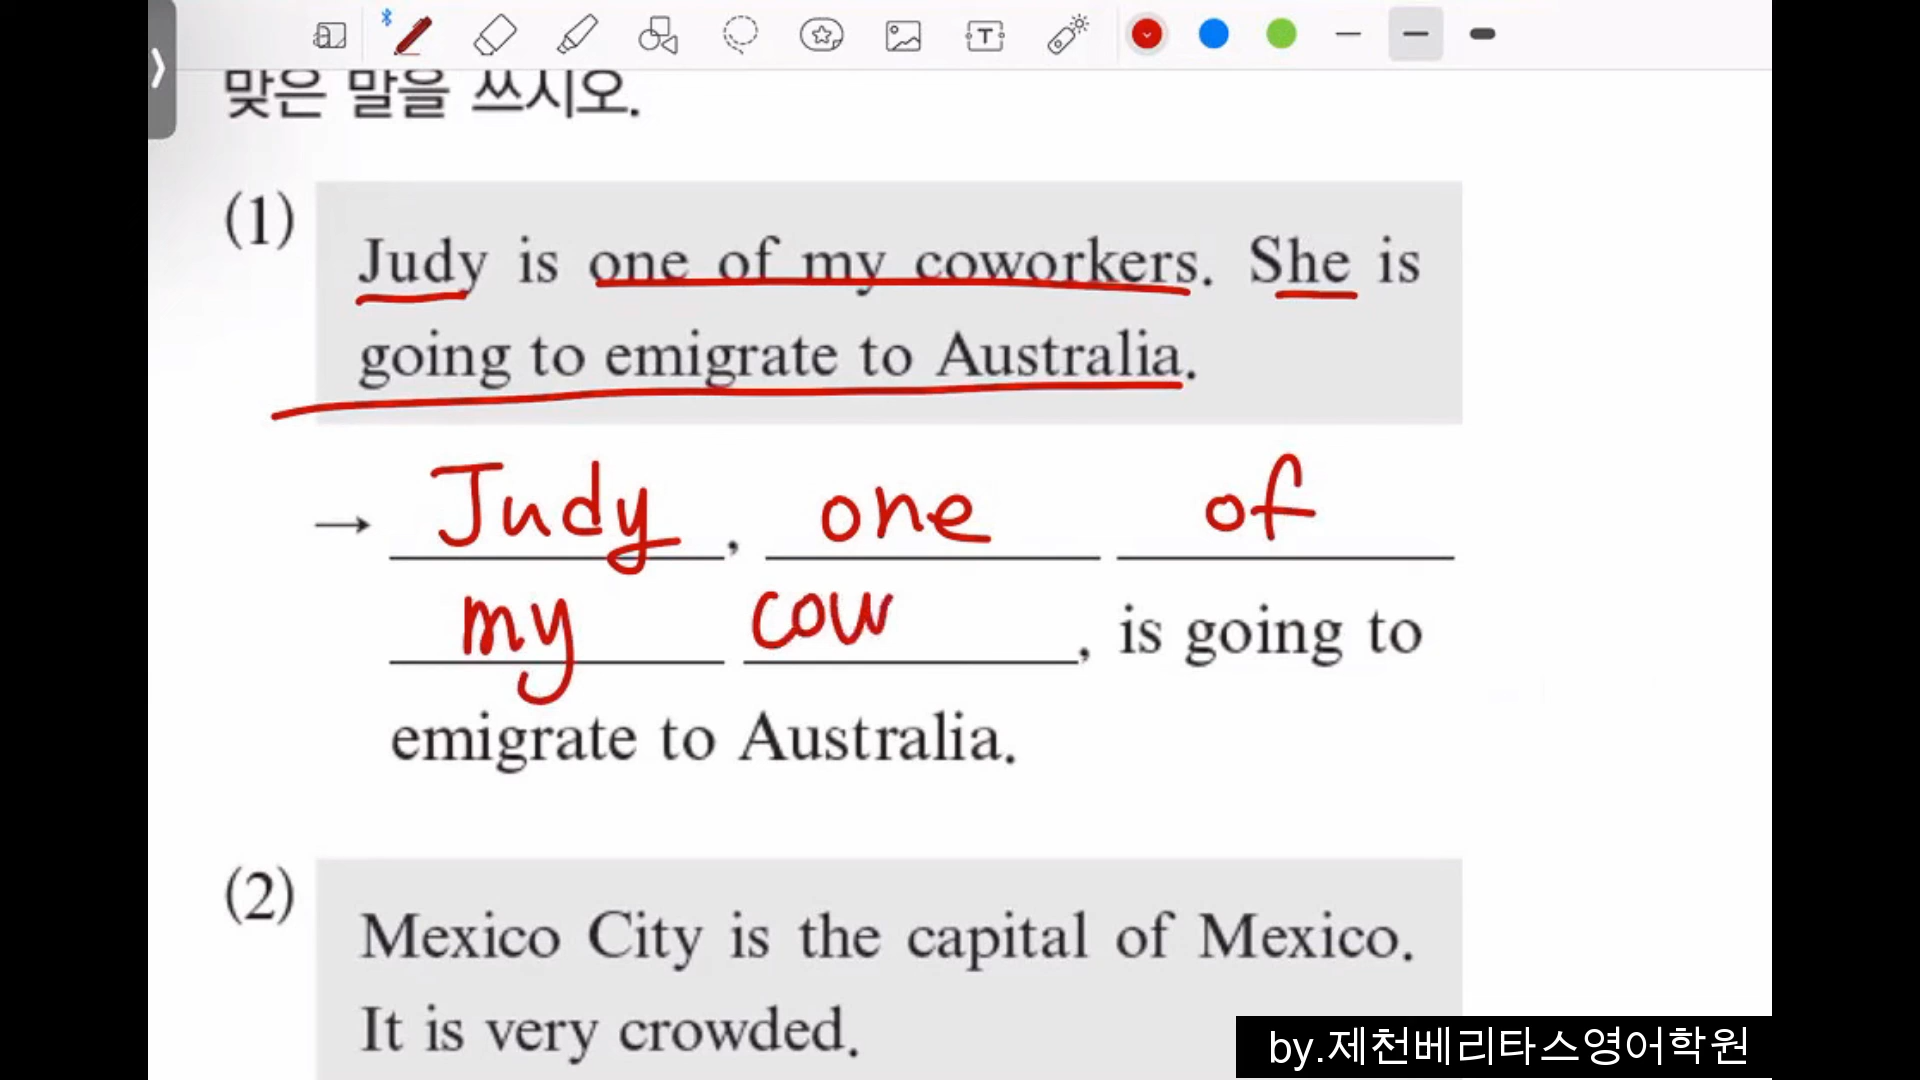 맞은 말을 쓰시오.
(1) Judy is one of my coworkers. She is
going to emigrate to Australia.
→ Judy, one of
my cow, is going to
emigrate to Australia.
(2) Mexico City is the capital of Mexico.
It is very crowded.
by.제천베리타스영어학원